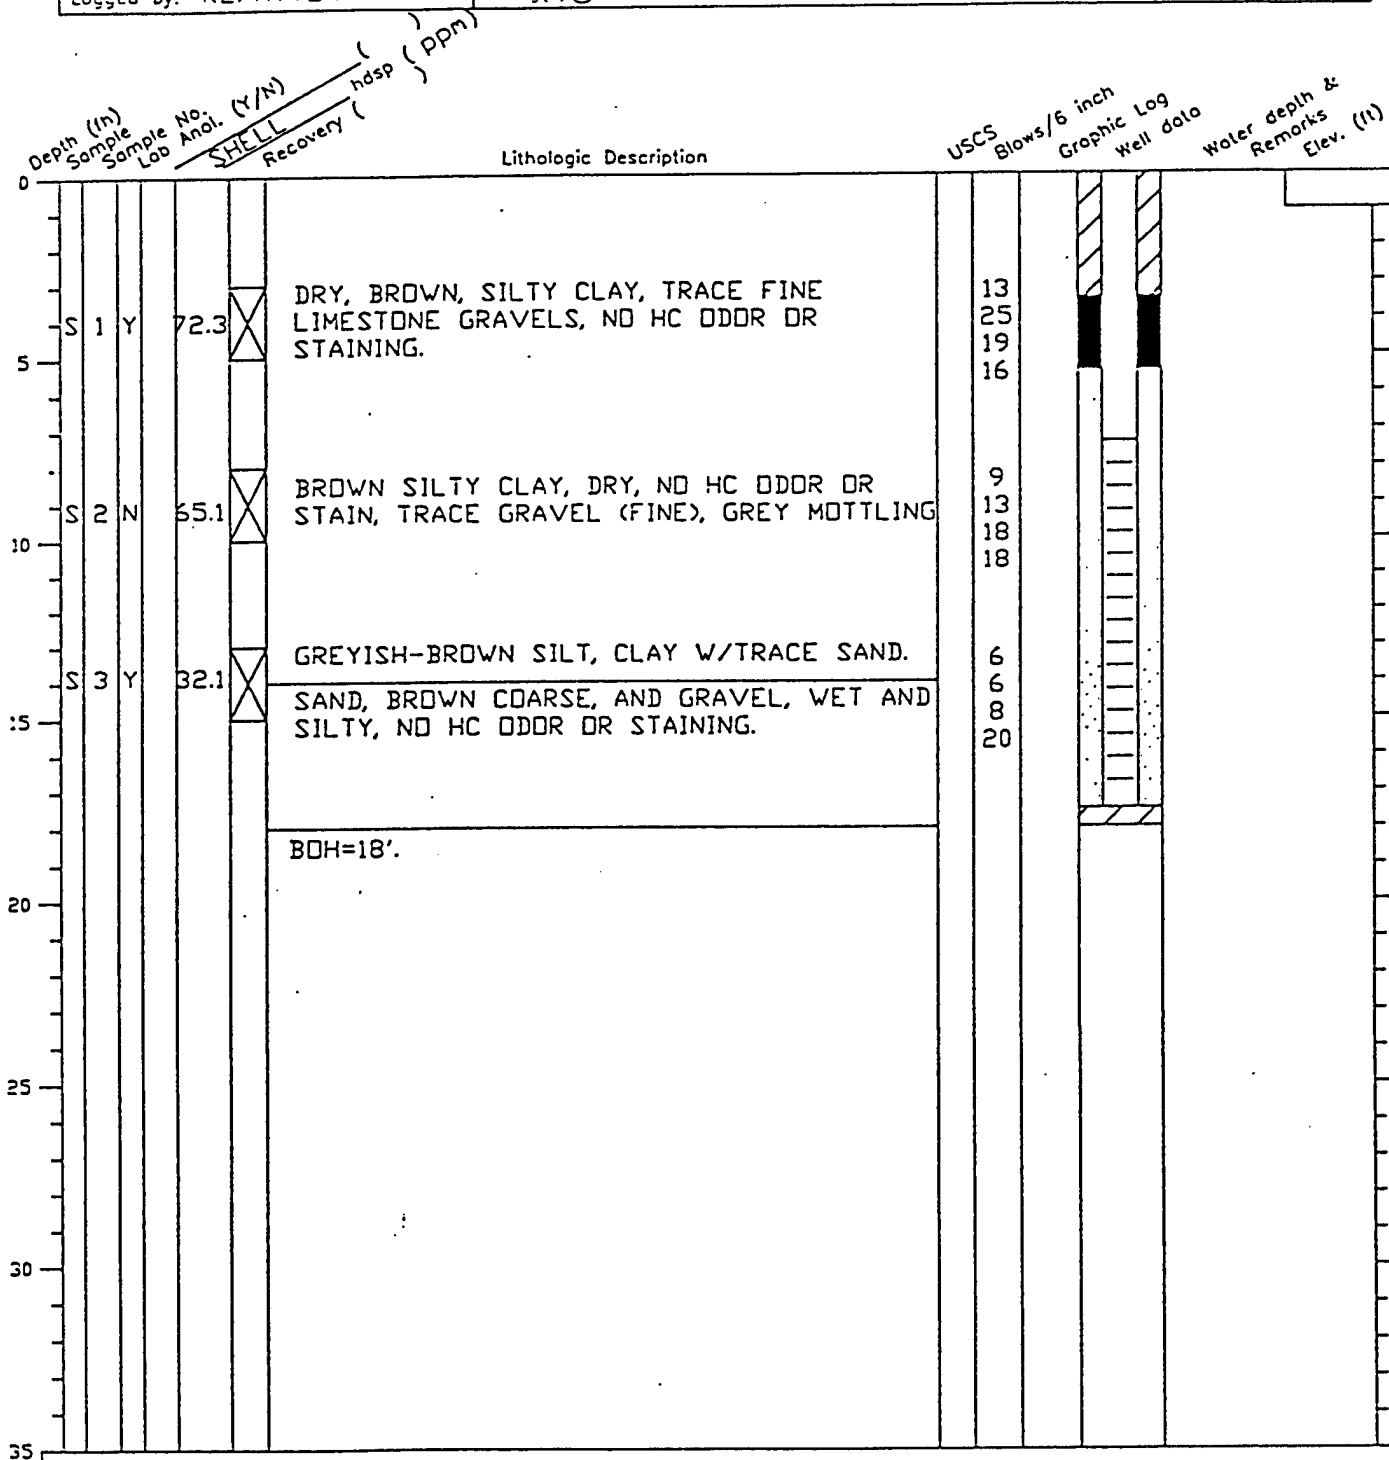 Logged by:
( )
hdsp ( ppm )
Depth (ft)
Sample
Sample No.
Lab Anal. (Y/N)
SHELL
Recovery (
Lithologic Description
USCS
Blows/6 inch
Graphic Log
Well data
Water depth &
Remarks
Elev. (ft)
0
DRY, BROWN, SILTY CLAY, TRACE FINE
LIMESTONE GRAVELS, NO HC ODOR OR
STAINING.
S 1 Y 72.3
13
25
19
16
5
BROWN SILTY CLAY, DRY, NO HC ODOR OR
STAIN, TRACE GRAVEL (FINE), GREY MOTTLING
S 2 N 65.1
9
13
18
18
10
GREYISH-BROWN SILT, CLAY W/TRACE SAND.
S 3 Y 32.1
SAND, BROWN COARSE, AND GRAVEL, WET AND
SILTY, NO HC ODOR OR STAINING.
6
6
8
20
15
BOH=18'.
20
25
30
35